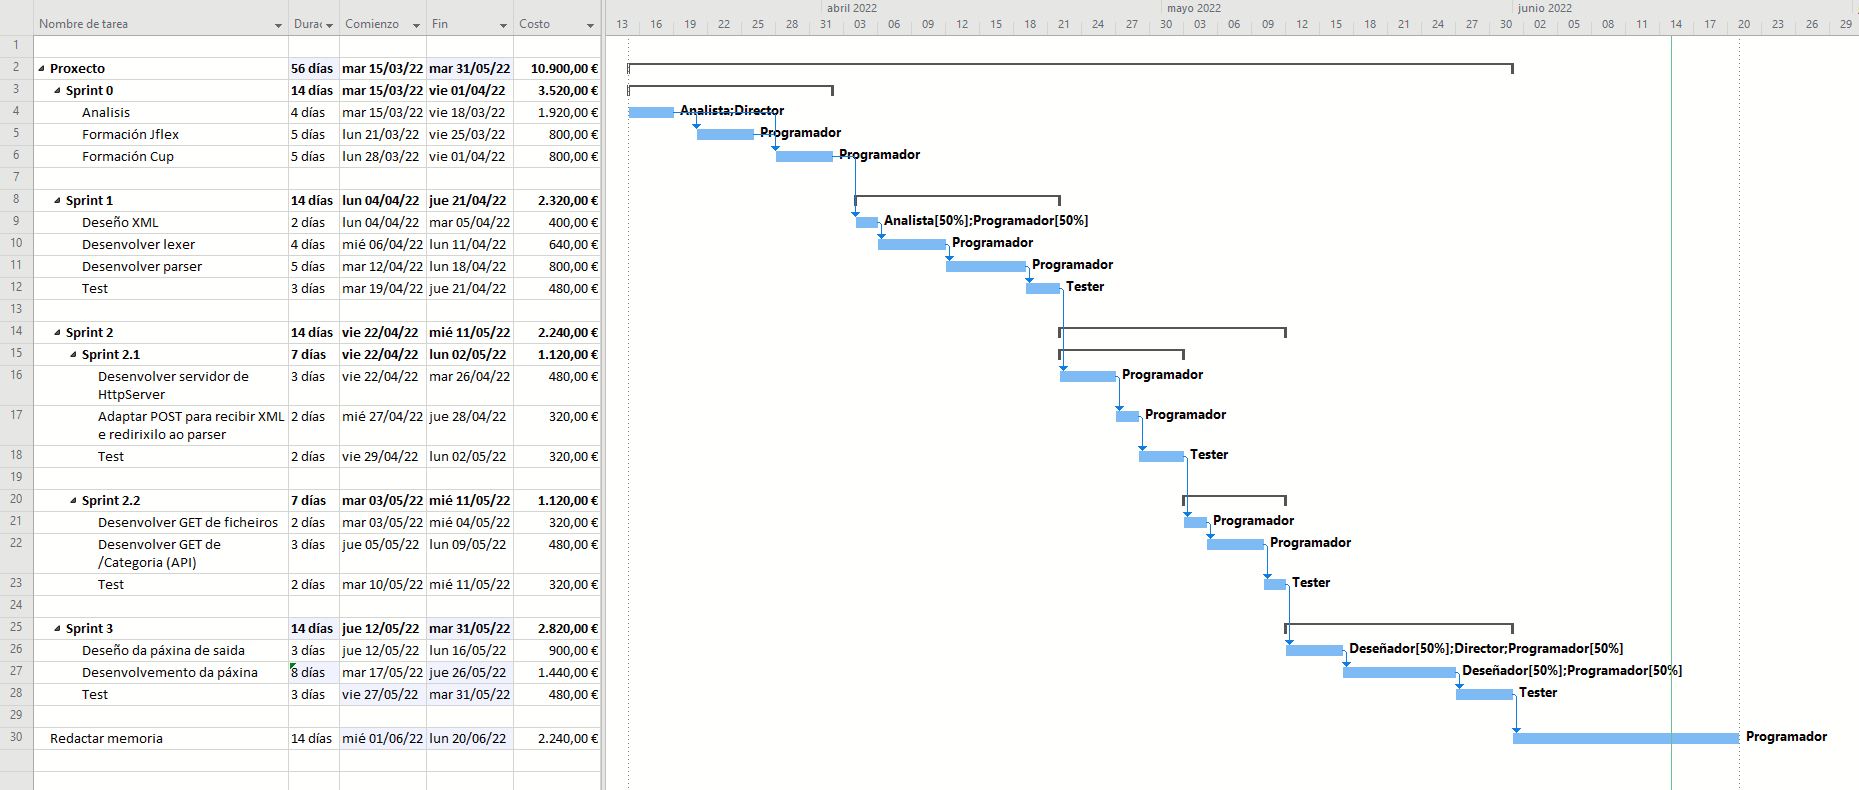 abril 2022 mayo 2022 junio 2022
Nombre de tarea Durac Comienzo Fin Costo 13 16 19 22 25 28 31 03 06 09 12 15 18 21 24 27 30 03 06 09 12 15 18 21 24 27 30 02 05 08 11 14 17 20 23 26 29
1
2 Proxecto 56 días mar 15/03/22 mar 31/05/22 10.900,00 €
3 Sprint 0 14 días mar 15/03/22 vie 01/04/22 3.520,00 €
4 Analisis 4 días mar 15/03/22 vie 18/03/22 1.920,00 € Analista;Director
5 Formación Jflex 5 días lun 21/03/22 vie 25/03/22 800,00 € Programador
6 Formación Cup 5 días lun 28/03/22 vie 01/04/22 800,00 € Programador
7
8 Sprint 1 14 días lun 04/04/22 jue 21/04/22 2.320,00 €
9 Deseño XML 2 días lun 04/04/22 mar 05/04/22 400,00 € Analista[50%];Programador[50%]
10 Desenvolver lexer 4 días mié 06/04/22 lun 11/04/22 640,00 € Programador
11 Desenvolver parser 5 días mar 12/04/22 lun 18/04/22 800,00 € Programador
12 Test 3 días mar 19/04/22 jue 21/04/22 480,00 € Tester
13
14 Sprint 2 14 días vie 22/04/22 mié 11/05/22 2.240,00 €
15 Sprint 2.1 7 días vie 22/04/22 lun 02/05/22 1.120,00 €
16 Desenvolver servidor de 3 días vie 22/04/22 mar 26/04/22 480,00 € Programador
HttpServer
17 Adaptar POST para recibir XML 2 días mié 27/04/22 jue 28/04/22 320,00 € Programador
e redirixilo ao parser
18 Test 2 días vie 29/04/22 lun 02/05/22 320,00 € Tester
19
20 Sprint 2.2 7 días mar 03/05/22 mié 11/05/22 1.120,00 €
21 Desenvolver GET de ficheiros 2 días mar 03/05/22 mié 04/05/22 320,00 € Programador
22 Desenvolver GET de 3 días jue 05/05/22 lun 09/05/22 480,00 € Programador
/Categoria (API)
23 Test 2 días mar 10/05/22 mié 11/05/22 320,00 € Tester
24
25 Sprint 3 14 días jue 12/05/22 mar 31/05/22 2.820,00 €
26 Deseño da páxina de saida 3 días jue 12/05/22 lun 16/05/22 900,00 € Deseñador[50%];Director;Programador[50%]
27 Desenvolvemento da páxina 8 días mar 17/05/22 jue 26/05/22 1.440,00 € Deseñador[50%];Programador[50%]
28 Test 3 días vie 27/05/22 mar 31/05/22 480,00 € Tester
29
30 Redactar memoria 14 días mié 01/06/22 lun 20/06/22 2.240,00 € Programador